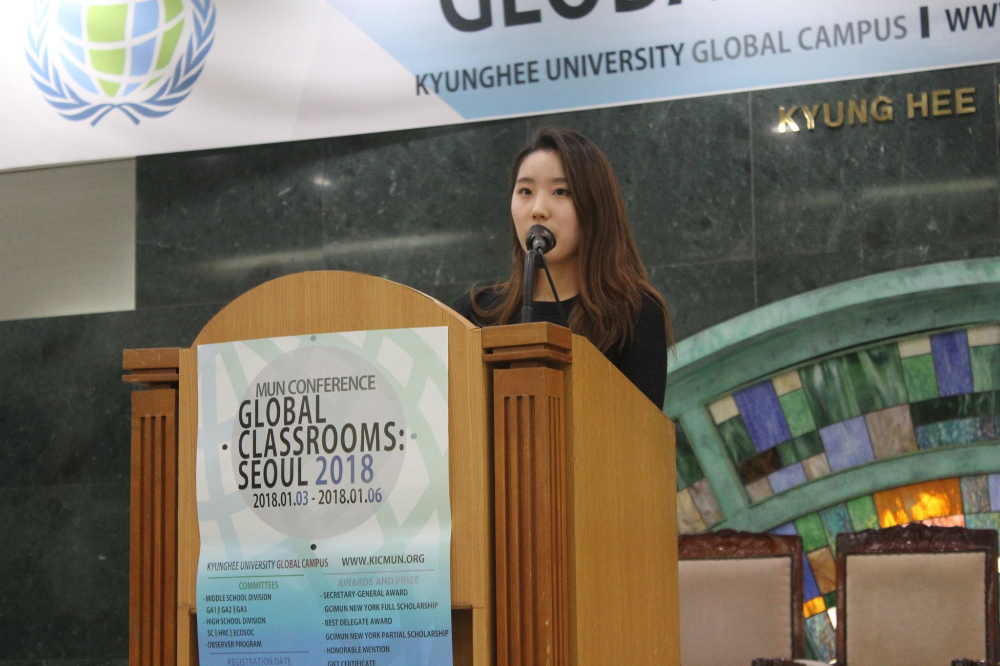 KYUNGHEE UNIVERSITY GLOBAL CAMPUS
KYUNG HEE
MUN CONFERENCE
GLOBAL
CLASSROOMS:
SEOUL 2018
2018.01.03 - 2018.01.06
KYUNGHEE UNIVERSITY GLOBAL CAMPUS
WWW.KICMUN.ORG
COMMITTEES
- MIDDLE SCHOOL DIVISION
GA1 | GA2 | GA3
- HIGH SCHOOL DIVISION
SC | HRC | ECOSOC
- OBSERVER PROGRAM
REGISTRATION DATE
AWARDS AND PRIZE
- SECRETARY-GENERAL AWARD
GCIMUN NEW YORK FULL SCHOLARSHIP
- BEST DELEGATE AWARD
GCIMUN NEW YORK PARTIAL SCHOLARSHIP
- HONORABLE MENTION
GIFT CERTIFICATE